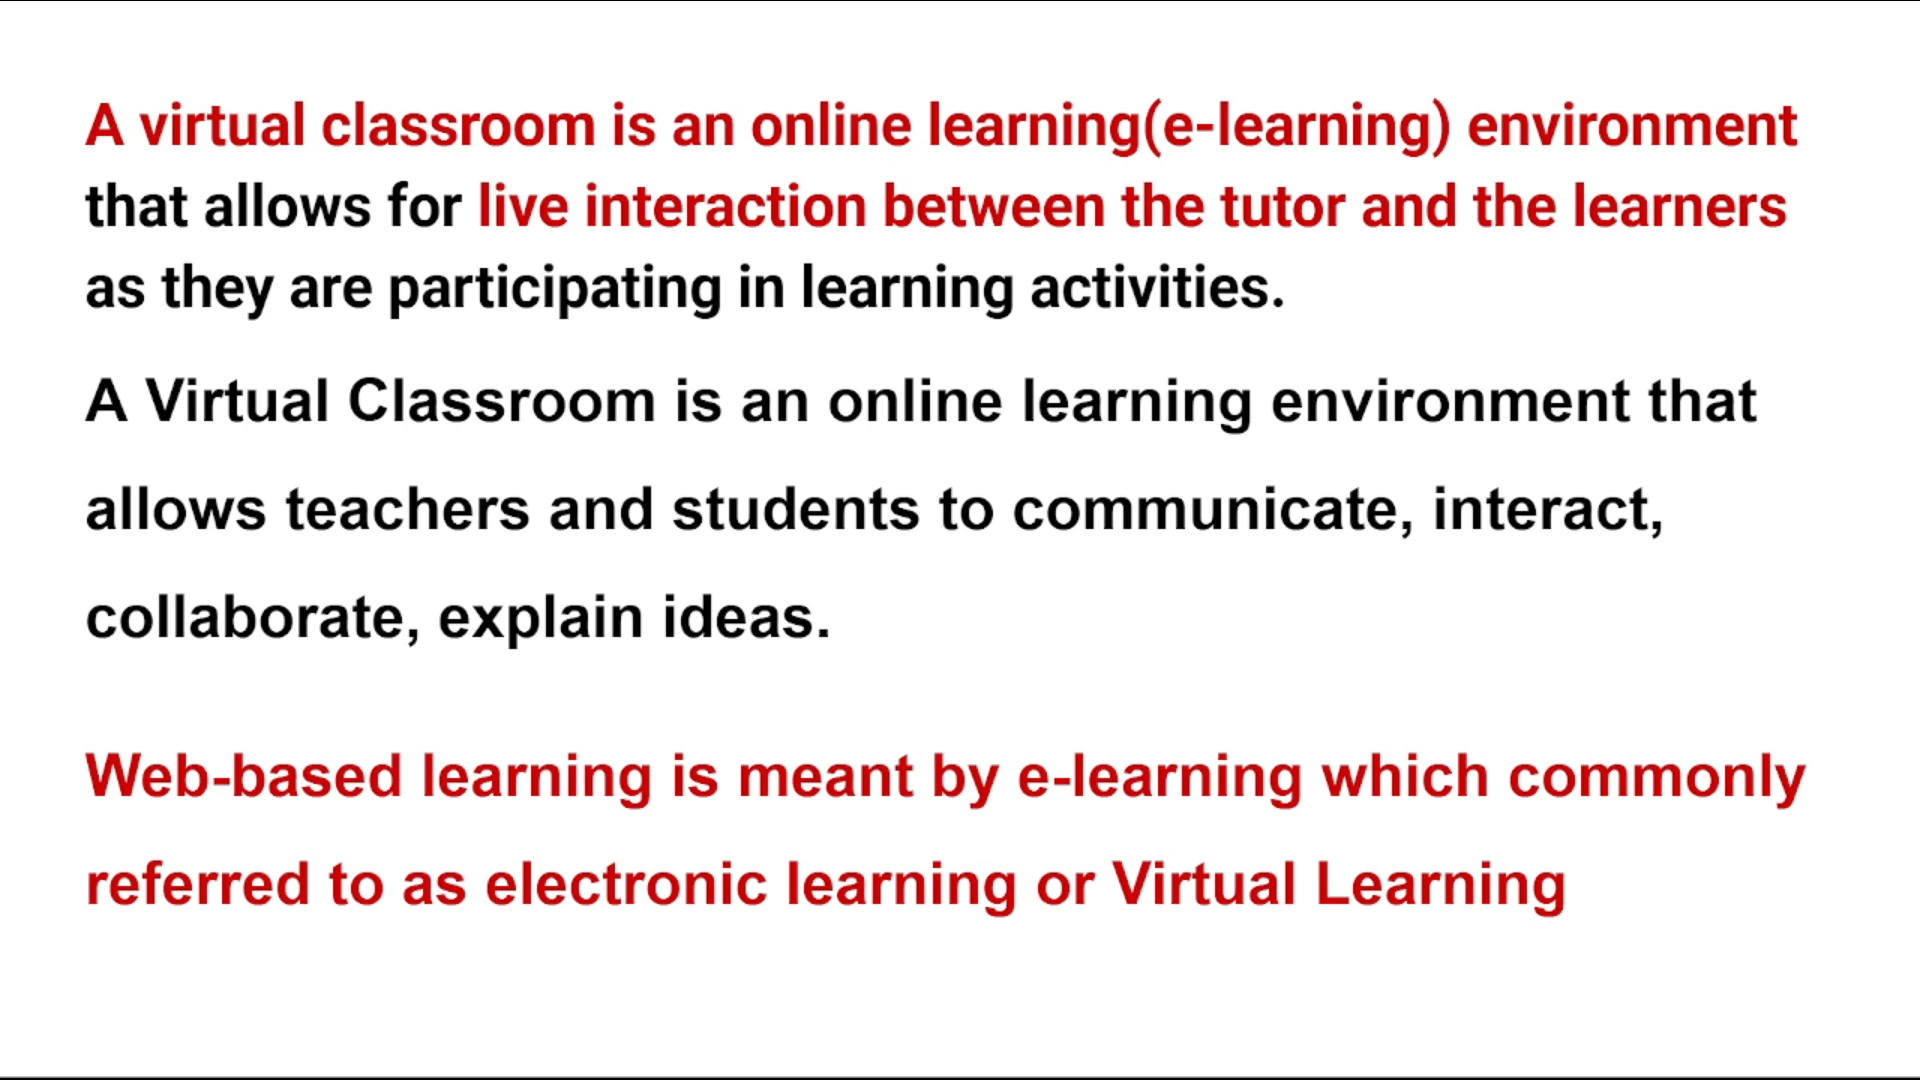 A virtual classroom is an online learning(e-learning) environment
that allows for live interaction between the tutor and the learners
as they are participating in learning activities.
A Virtual Classroom is an online learning environment that
allows teachers and students to communicate, interact,
collaborate, explain ideas.
Web-based learning is meant by e-learning which commonly
referred to as electronic learning or Virtual Learning